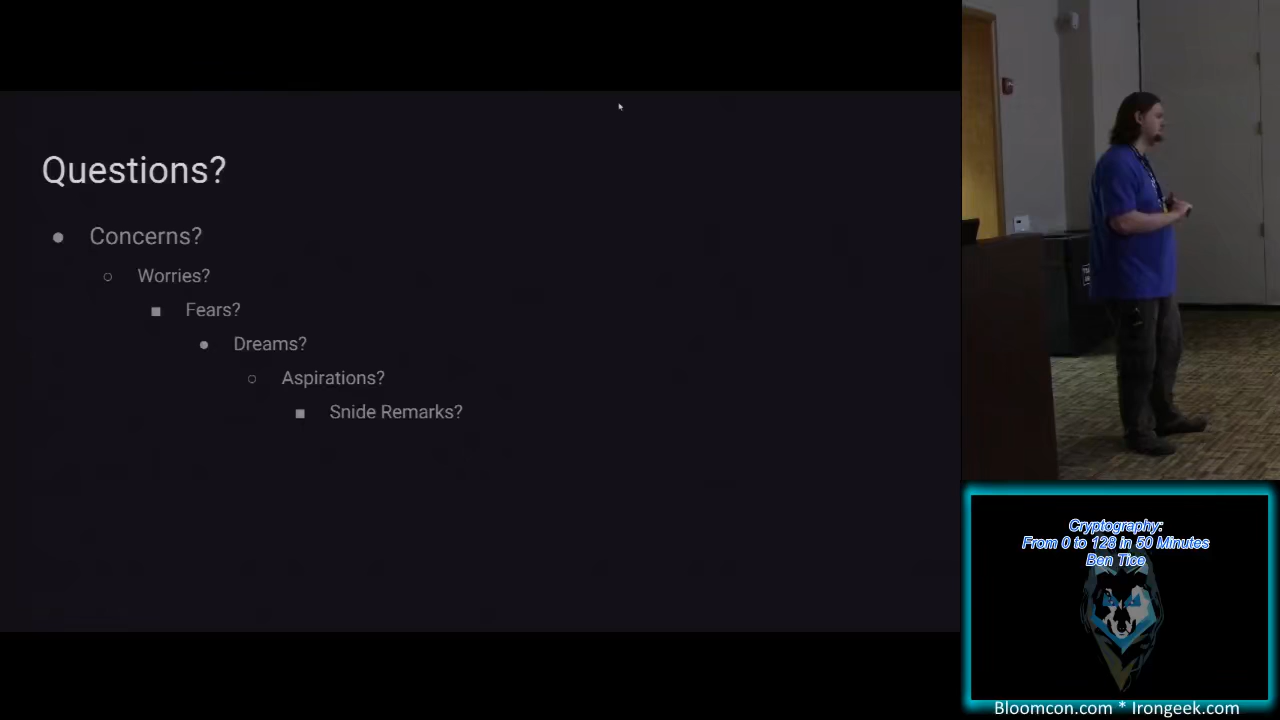 Questions?
● Concerns?
○ Worries?
■ Fears?
● Dreams?
○ Aspirations?
■ Snide Remarks?
Cryptography:
From 0 to 128 in 50 Minutes
Ben Tice
Bloomcon.com * Irongeek.com